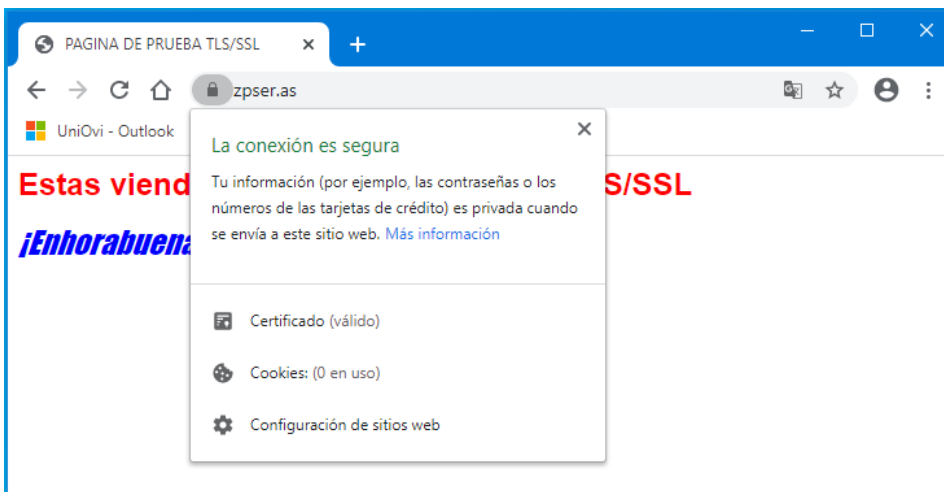 PAGINA DE PRUEBA TLS/SSL
zpser.as
UniOvi - Outlook
La conexión es segura
Tu información (por ejemplo, las contraseñas o los
números de las tarjetas de crédito) es privada cuando
se envía a este sitio web. Más información
Estas S/SSL
Certificado (válido)
Cookies: (0 en uso)
Configuración de sitios web